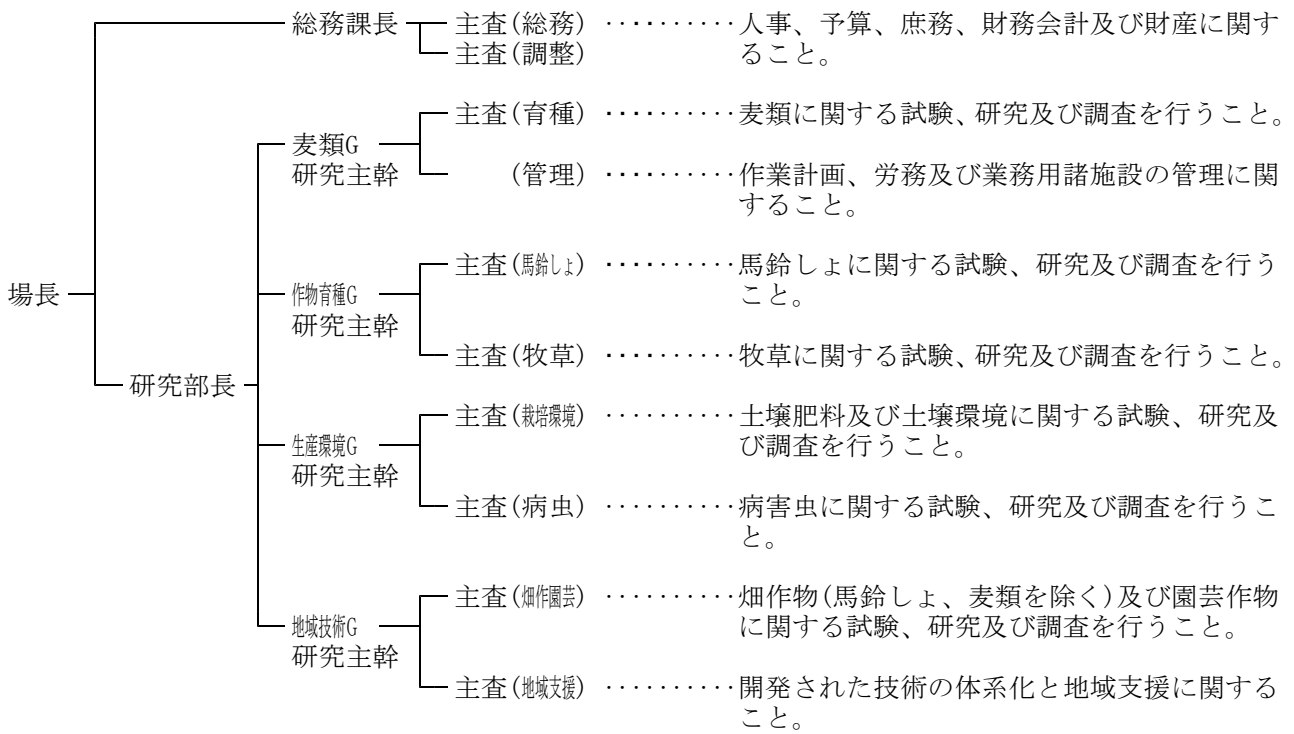 総務課長 主査(総務) ‥‥‥‥‥人事、予算、庶務、財務会計及び財産に関す
主査(調整) ること。
主査(育種) ‥‥‥‥‥麦類に関する試験、研究及び調査を行うこと。
麦類G
研究主幹 (管理) ‥‥‥‥‥作業計画、労務及び業務用諸施設の管理に関
すること。
主査(馬鈴しょ) ‥‥‥‥‥馬鈴しょに関する試験、研究及び調査を行う
場長 作物育種G こと。
研究主幹
主査(牧草) ‥‥‥‥‥牧草に関する試験、研究及び調査を行うこと。
研究部長
主査(栽培環境) ‥‥‥‥‥土壌肥料及び土壌環境に関する試験、研究及
生産環境G び調査を行うこと。
研究主幹
主査(病虫) ‥‥‥‥‥病害虫に関する試験、研究及び調査を行うこ
と。
主査(畑作園芸) ‥‥‥‥‥畑作物(馬鈴しょ、麦類を除く)及び園芸作物
地域技術G に関する試験、研究及び調査を行うこと。
研究主幹
主査(地域支援) ‥‥‥‥‥開発された技術の体系化と地域支援に関する
こと。